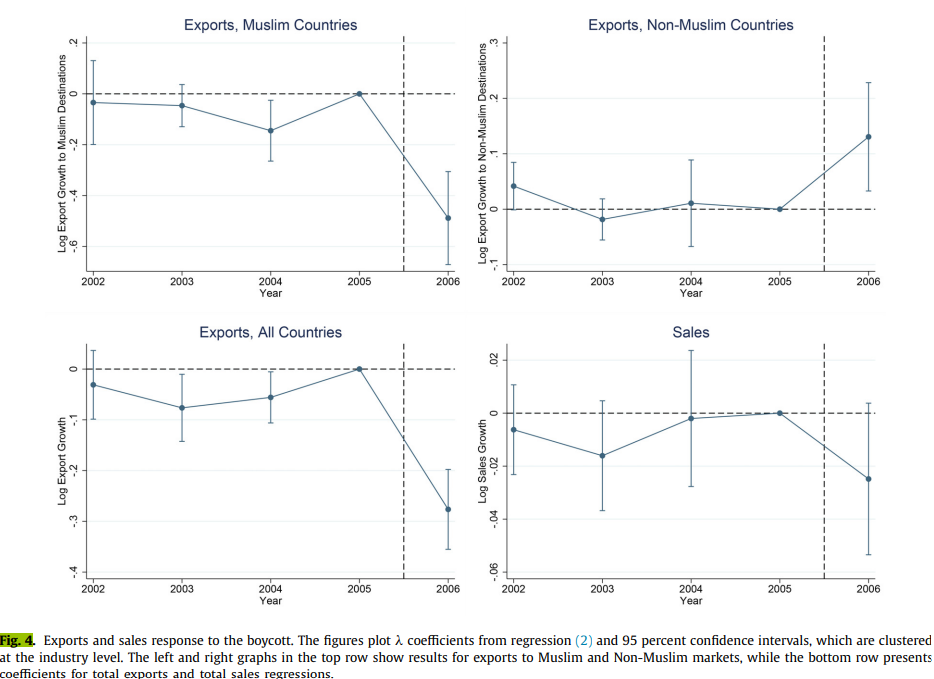 Exports, Muslim Countries
Log Export Growth to Muslim Destinations
.2
0
-.2
-.4
-.6
2002 2003 2004 2005 2006
Year
Exports, Non-Muslim Countries
Log Export Growth to Non-Muslim Destinations
.3
.2
.1
0
-.1
2002 2003 2004 2005 2006
Year
Exports, All Countries
Log Export Growth
0
-.1
-.2
-.3
-.4
2002 2003 2004 2005 2006
Year
Sales
Log Sales Growth
.02
0
-.02
-.04
-.06
2002 2003 2004 2005 2006
Year
Fig. 4. Exports and sales response to the boycott. The figures plot λ coefficients from regression (2) and 95 percent confidence intervals, which are clustered
at the industry level. The left and right graphs in the top row show results for exports to Muslim and Non-Muslim markets, while the bottom row presents
coefficients for total exports and total sales regressions.